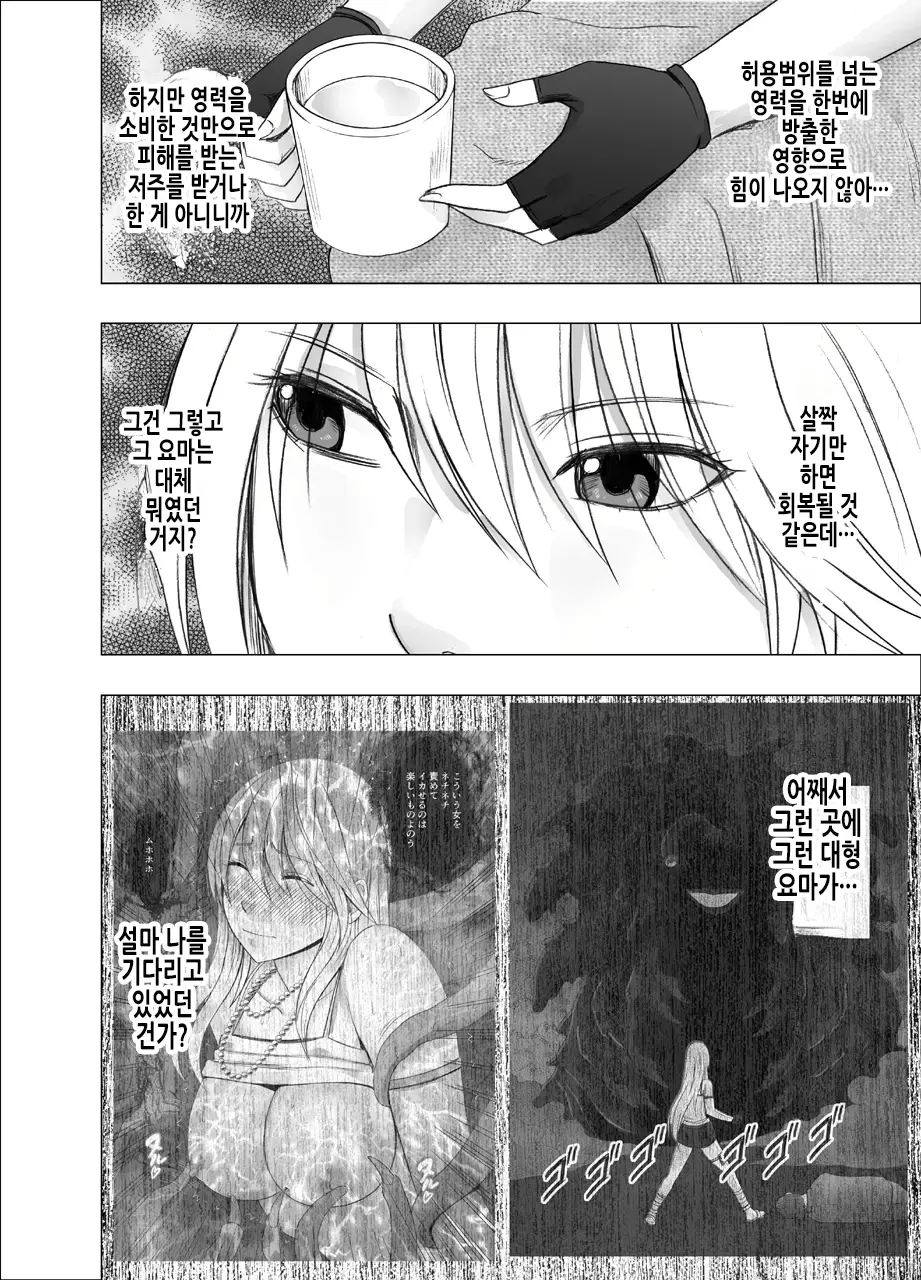 허용범위를 넘는
영력을 한번에
방출한
영향으로
힘이 나오지 않아…
하지만 영력을
소비한 것만으로
피해를 받는,
저주를 받거나
한 게 아니니까
살짝
자기만
하면
회복될 것
같은데…
그건 그렇고
그 요마는
대체
뭐였던
거지?
어째서
그런 곳에
그런 대형
요마가…
ゴゴゴゴゴゴ
こういう女を
ネチネチ
責めて
イカせるのは
楽しいものよのう
ムホホホ
설마 나를
기다리고
있었던
건가?